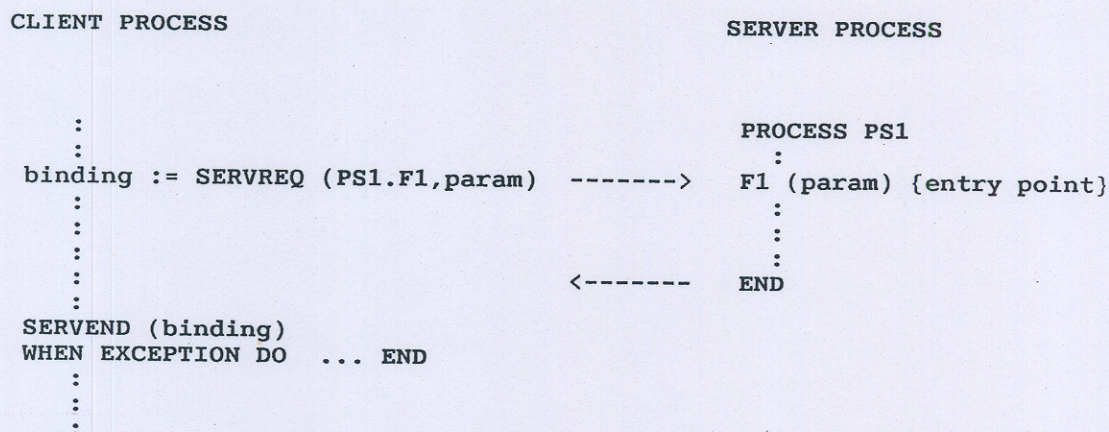 CLIENT PROCESS
SERVER PROCESS
:
:
PROCESS PS1
:
binding := SERVREQ (PS1.F1,param) -------> F1 (param) {entry point}
:
:
:
:
:
:
:
:
<------- END
SERVEND (binding)
WHEN EXCEPTION DO ... END
:
:
: